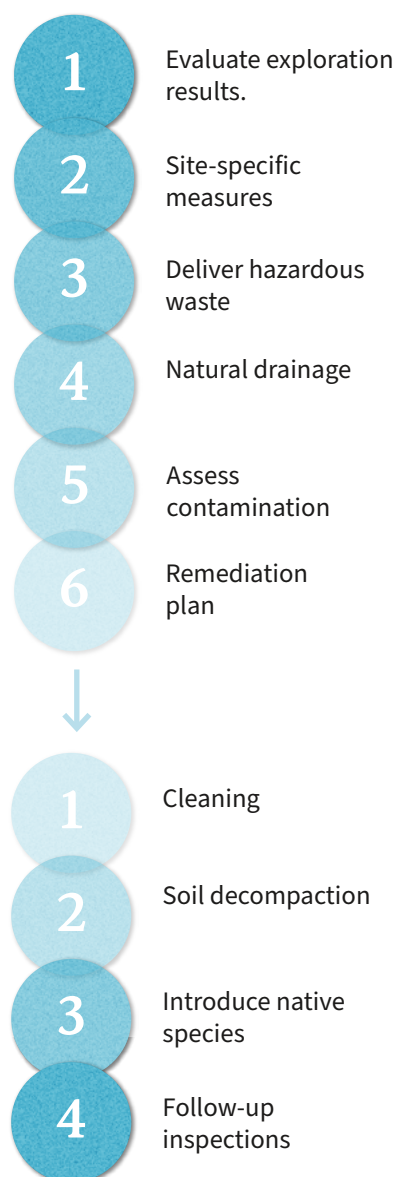 1
Evaluate exploration
results.
2
Site-specific
measures
3
Deliver hazardous
waste
4
Natural drainage
5
Assess
contamination
6
Remediation
plan
1
Cleaning
2
Soil decompaction
3
Introduce native
species
4
Follow-up
inspections